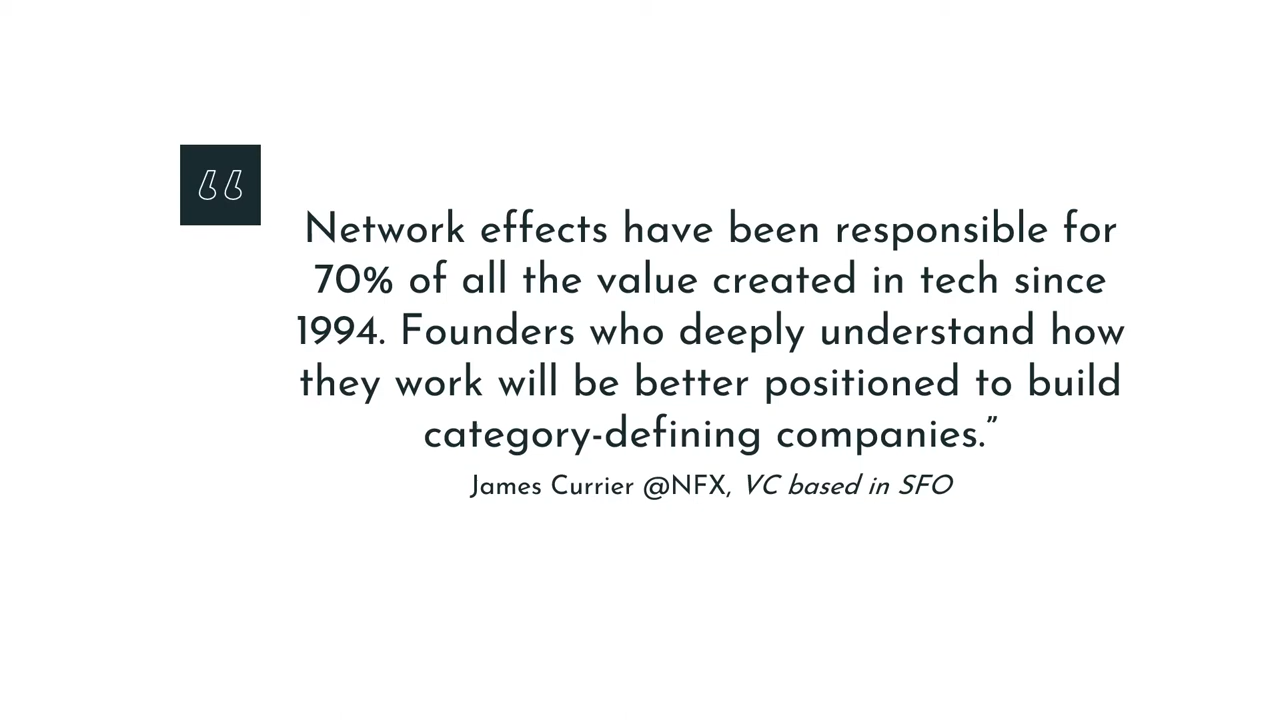 “
Network effects have been responsible for
70% of all the value created in tech since
1994. Founders who deeply understand how
they work will be better positioned to build
category-defining companies.”
James Currier @NFX, VC based in SFO